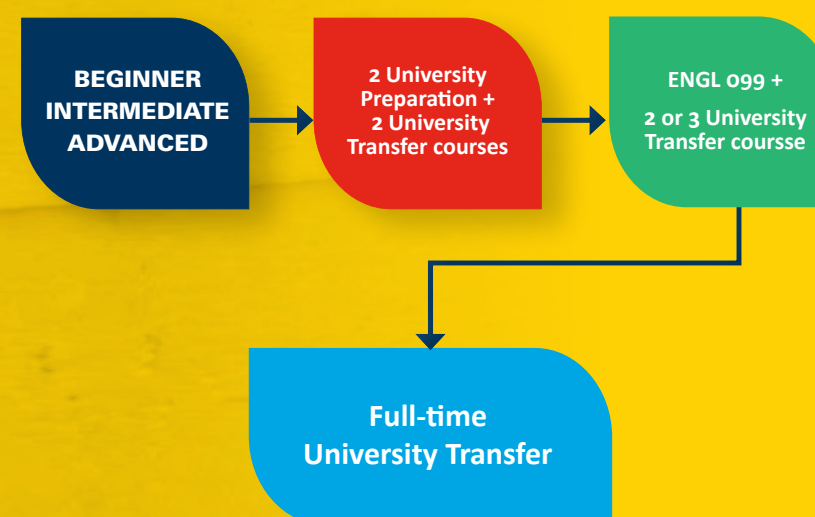 BEGINNER
INTERMEDIATE
ADVANCED
2 University
Preparation +
2 University
Transfer courses
ENGL 099 +
2 or 3 University
Transfer coursse
Full-time
University Transfer